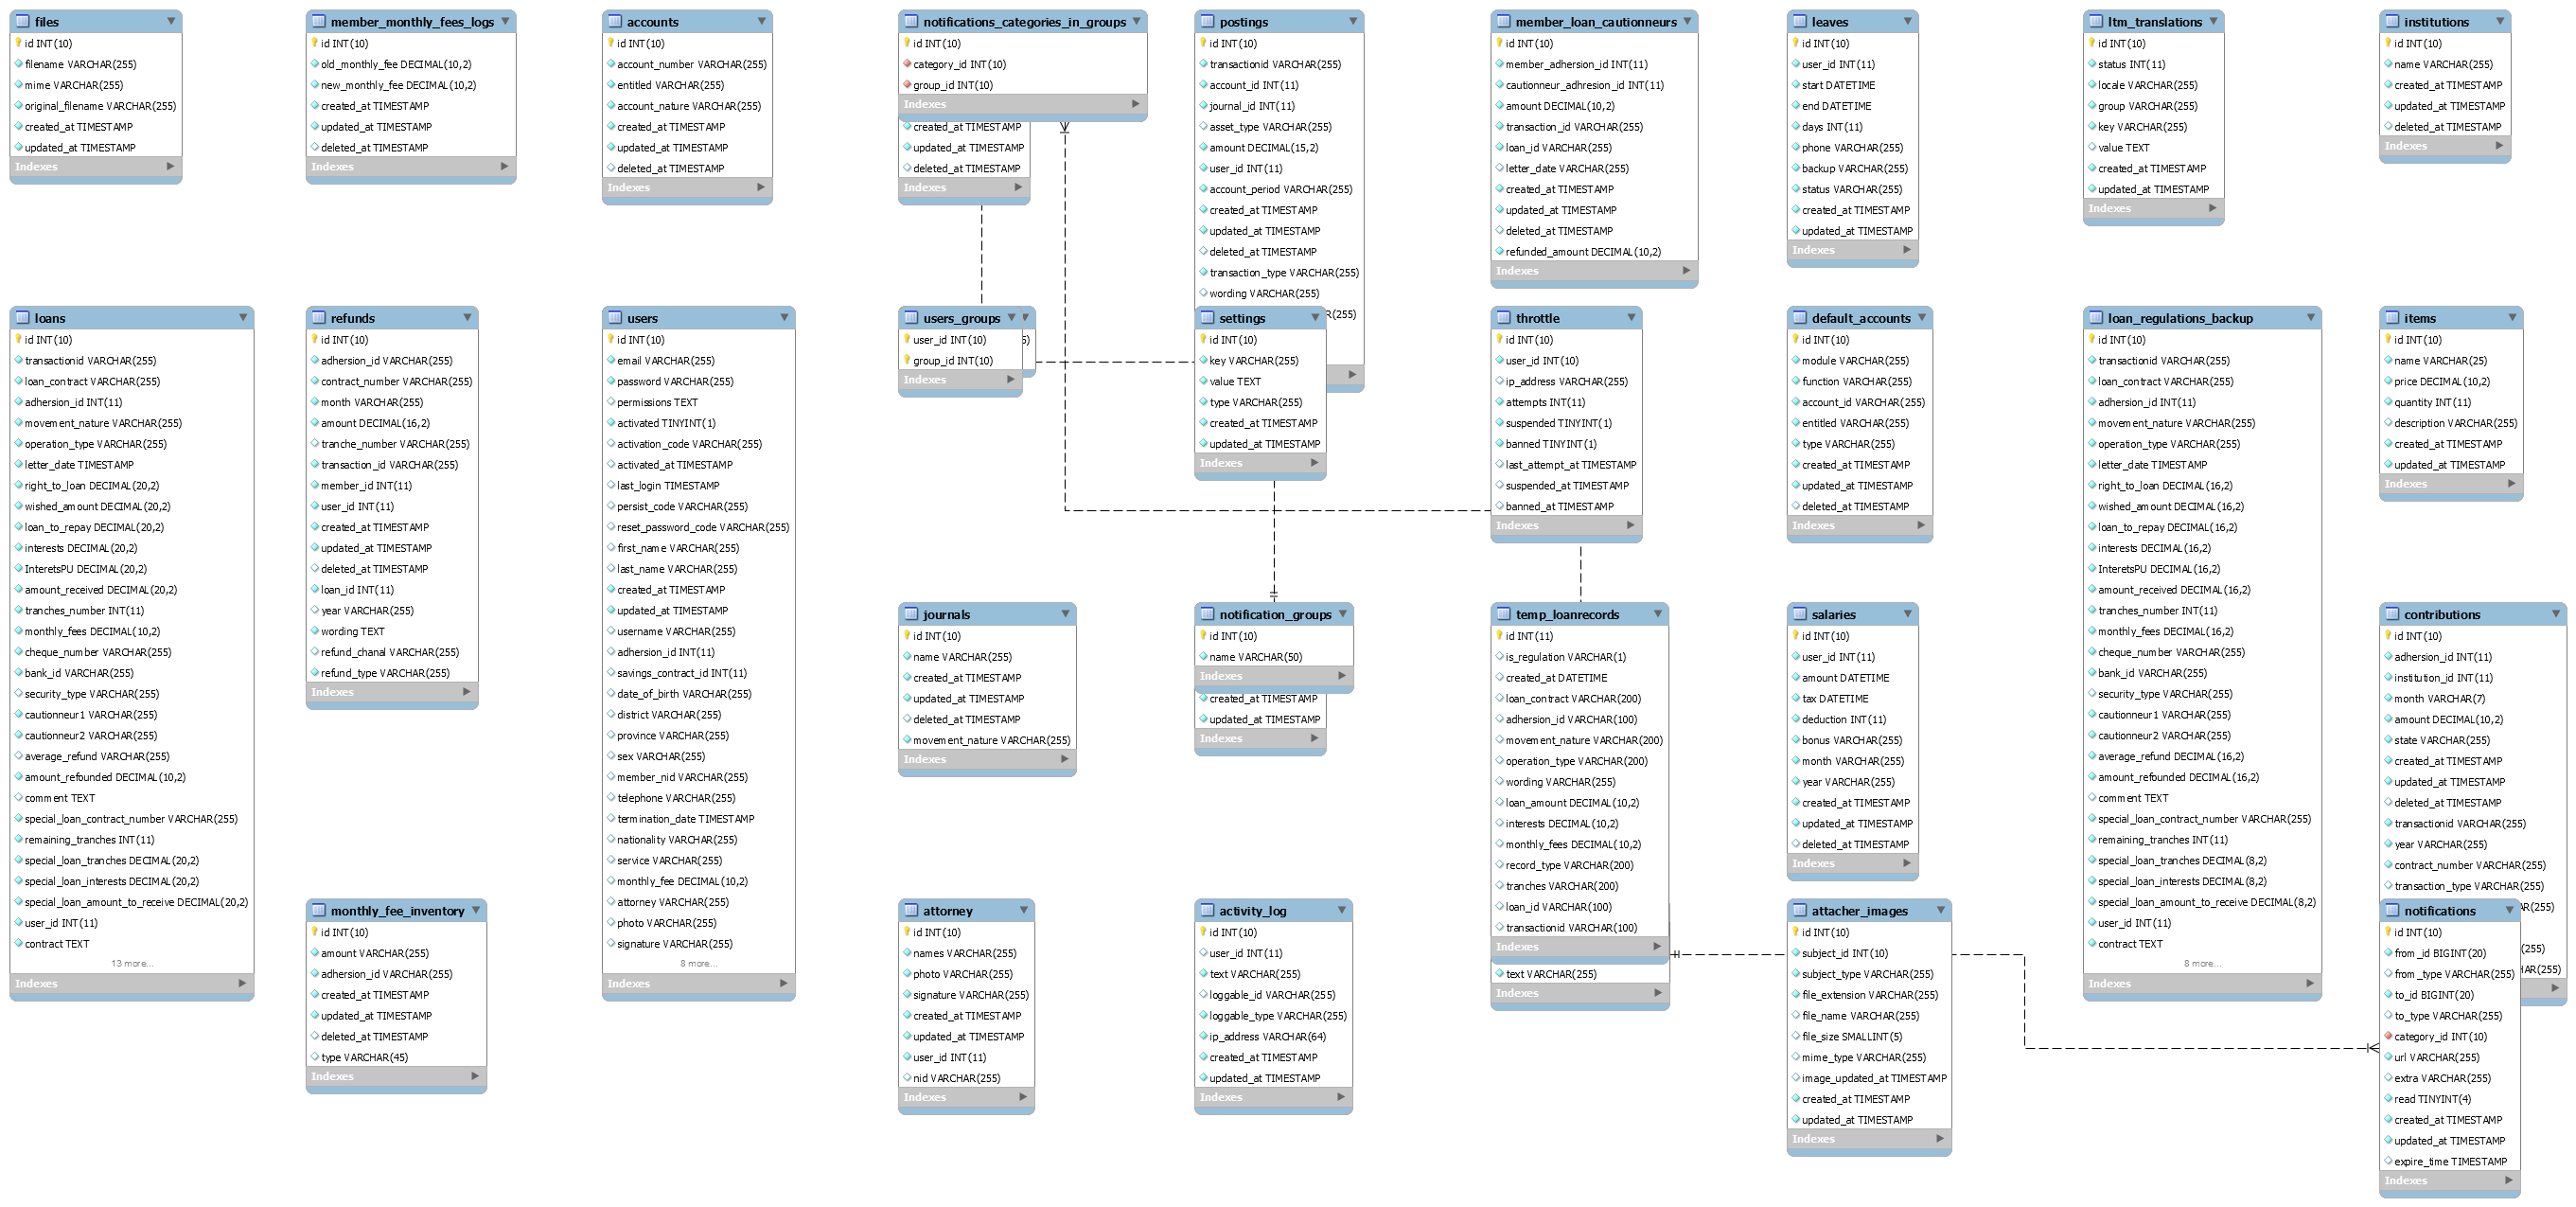 files
id INT(10)
filename VARCHAR(255)
mime VARCHAR(255)
original_filename VARCHAR(255)
created_at TIMESTAMP
updated_at TIMESTAMP
Indexes
member_monthly_fees_logs
id INT(10)
old_monthly_fee DECIMAL(10,2)
new_monthly_fee DECIMAL(10,2)
created_at TIMESTAMP
updated_at TIMESTAMP
deleted_at TIMESTAMP
Indexes
accounts
id INT(10)
account_number VARCHAR(255)
entitled VARCHAR(255)
account_nature VARCHAR(255)
created_at TIMESTAMP
updated_at TIMESTAMP
deleted_at TIMESTAMP
Indexes
notifications_categories_in_groups
id INT(10)
category_id INT(10)
group_id INT(10)
Indexes
created_at TIMESTAMP
updated_at TIMESTAMP
deleted_at TIMESTAMP
Indexes
postings
id INT(10)
transactionid VARCHAR(255)
account_id INT(11)
journal_id INT(11)
asset_type VARCHAR(255)
amount DECIMAL(15,2)
user_id INT(11)
account_period VARCHAR(255)
created_at TIMESTAMP
updated_at TIMESTAMP
deleted_at TIMESTAMP
transaction_type VARCHAR(255)
wording VARCHAR(255)
R(255)
member_loan_cautionneurs
id INT(10)
member_adhersion_id INT(11)
cautionneur_adhresion_id INT(11)
amount DECIMAL(10,2)
transaction_id VARCHAR(255)
loan_id VARCHAR(255)
letter_date VARCHAR(255)
created_at TIMESTAMP
updated_at TIMESTAMP
deleted_at TIMESTAMP
refunded_amount DECIMAL(10,2)
Indexes
leaves
id INT(10)
user_id INT(11)
start DATETIME
end DATETIME
days INT(11)
phone VARCHAR(255)
backup VARCHAR(255)
status VARCHAR(255)
created_at TIMESTAMP
updated_at TIMESTAMP
Indexes
ltm_translations
id INT(10)
status INT(11)
locale VARCHAR(255)
group VARCHAR(255)
key VARCHAR(255)
value TEXT
created_at TIMESTAMP
updated_at TIMESTAMP
Indexes
institutions
id INT(10)
name VARCHAR(255)
created_at TIMESTAMP
updated_at TIMESTAMP
deleted_at TIMESTAMP
Indexes
loans
id INT(10)
transactionid VARCHAR(255)
loan_contract VARCHAR(255)
adhersion_id INT(11)
movement_nature VARCHAR(255)
operation_type VARCHAR(255)
letter_date TIMESTAMP
right_to_loan DECIMAL(20,2)
wished_amount DECIMAL(20,2)
loan_to_repay DECIMAL(20,2)
interests DECIMAL(20,2)
InteretsPU DECIMAL(20,2)
amount_received DECIMAL(20,2)
tranches_number INT(11)
monthly_fees DECIMAL(10,2)
cheque_number VARCHAR(255)
bank_id VARCHAR(255)
security_type VARCHAR(255)
cautionneur1 VARCHAR(255)
cautionneur2 VARCHAR(255)
average_refund VARCHAR(255)
amount_refounded DECIMAL(10,2)
comment TEXT
special_loan_contract_number VARCHAR(255)
remaining_tranches INT(11)
special_loan_tranches DECIMAL(20,2)
special_loan_interests DECIMAL(20,2)
special_loan_amount_to_receive DECIMAL(20,2)
user_id INT(11)
contract TEXT
13 more...
Indexes
refunds
id INT(10)
adhersion_id VARCHAR(255)
contract_number VARCHAR(255)
month VARCHAR(255)
amount DECIMAL(16,2)
tranche_number VARCHAR(255)
transaction_id VARCHAR(255)
member_id INT(11)
user_id INT(11)
created_at TIMESTAMP
updated_at TIMESTAMP
deleted_at TIMESTAMP
loan_id INT(11)
year VARCHAR(255)
wording TEXT
refund_chanal VARCHAR(255)
refund_type VARCHAR(255)
Indexes
users
id INT(10)
email VARCHAR(255)
password VARCHAR(255)
permissions TEXT
activated TINYINT(1)
activation_code VARCHAR(255)
activated_at TIMESTAMP
last_login TIMESTAMP
persist_code VARCHAR(255)
reset_password_code VARCHAR(255)
first_name VARCHAR(255)
last_name VARCHAR(255)
created_at TIMESTAMP
updated_at TIMESTAMP
username VARCHAR(255)
adhersion_id INT(11)
savings_contract_id INT(11)
date_of_birth VARCHAR(255)
district VARCHAR(255)
province VARCHAR(255)
sex VARCHAR(255)
member_nid VARCHAR(255)
telephone VARCHAR(255)
termination_date TIMESTAMP
nationality VARCHAR(255)
service VARCHAR(255)
monthly_fee DECIMAL(10,2)
attorney VARCHAR(255)
photo VARCHAR(255)
signature VARCHAR(255)
8 more...
Indexes
users_groups
user_id INT(10)
group_id INT(10)
Indexes
settings
id INT(10)
key VARCHAR(255)
value TEXT
type VARCHAR(255)
created_at TIMESTAMP
updated_at TIMESTAMP
Indexes
throttle
id INT(10)
user_id INT(10)
ip_address VARCHAR(255)
attempts INT(11)
suspended TINYINT(1)
banned TINYINT(1)
last_attempt_at TIMESTAMP
suspended_at TIMESTAMP
banned_at TIMESTAMP
Indexes
default_accounts
id INT(10)
module VARCHAR(255)
function VARCHAR(255)
account_id VARCHAR(255)
entitled VARCHAR(255)
type VARCHAR(255)
created_at TIMESTAMP
updated_at TIMESTAMP
deleted_at TIMESTAMP
Indexes
loan_regulations_backup
id INT(10)
transactionid VARCHAR(255)
loan_contract VARCHAR(255)
adhersion_id INT(11)
movement_nature VARCHAR(255)
operation_type VARCHAR(255)
letter_date TIMESTAMP
right_to_loan DECIMAL(16,2)
wished_amount DECIMAL(16,2)
loan_to_repay DECIMAL(16,2)
interests DECIMAL(16,2)
InteretsPU DECIMAL(16,2)
amount_received DECIMAL(16,2)
tranches_number INT(11)
monthly_fees DECIMAL(16,2)
cheque_number VARCHAR(255)
bank_id VARCHAR(255)
security_type VARCHAR(255)
cautionneur1 VARCHAR(255)
cautionneur2 VARCHAR(255)
average_refund DECIMAL(16,2)
amount_refounded DECIMAL(16,2)
comment TEXT
special_loan_contract_number VARCHAR(255)
remaining_tranches INT(11)
special_loan_tranches DECIMAL(8,2)
special_loan_interests DECIMAL(8,2)
special_loan_amount_to_receive DECIMAL(8,2)
user_id INT(11)
contract TEXT
8 more...
Indexes
items
id INT(10)
name VARCHAR(25)
price DECIMAL(10,2)
quantity INT(11)
description VARCHAR(255)
created_at TIMESTAMP
updated_at TIMESTAMP
Indexes
journals
id INT(10)
name VARCHAR(255)
created_at TIMESTAMP
updated_at TIMESTAMP
deleted_at TIMESTAMP
movement_nature VARCHAR(255)
Indexes
notification_groups
id INT(10)
name VARCHAR(50)
Indexes
created_at TIMESTAMP
updated_at TIMESTAMP
Indexes
temp_loanrecords
id INT(11)
is_regulation VARCHAR(1)
created_at DATETIME
loan_contract VARCHAR(200)
adhersion_id VARCHAR(100)
movement_nature VARCHAR(200)
operation_type VARCHAR(200)
wording VARCHAR(255)
loan_amount DECIMAL(10,2)
interests DECIMAL(10,2)
monthly_fees DECIMAL(10,2)
record_type VARCHAR(200)
tranches VARCHAR(200)
loan_id VARCHAR(100)
transactionid VARCHAR(100)
Indexes
text VARCHAR(255)
Indexes
salaries
id INT(10)
user_id INT(11)
amount DATETIME
tax DATETIME
deduction INT(11)
bonus VARCHAR(255)
month VARCHAR(255)
year VARCHAR(255)
created_at TIMESTAMP
updated_at TIMESTAMP
deleted_at TIMESTAMP
Indexes
contributions
id INT(10)
adhersion_id INT(11)
institution_id INT(11)
month VARCHAR(7)
amount DECIMAL(10,2)
state VARCHAR(255)
created_at TIMESTAMP
updated_at TIMESTAMP
deleted_at TIMESTAMP
transactionid VARCHAR(255)
year VARCHAR(255)
contract_number VARCHAR(255)
transaction_type VARCHAR(255)
monthly_fee_inventory
id INT(10)
amount VARCHAR(255)
adhersion_id VARCHAR(255)
created_at TIMESTAMP
updated_at TIMESTAMP
deleted_at TIMESTAMP
type VARCHAR(45)
Indexes
attorney
id INT(10)
names VARCHAR(255)
photo VARCHAR(255)
signature VARCHAR(255)
created_at TIMESTAMP
updated_at TIMESTAMP
user_id INT(11)
nid VARCHAR(255)
Indexes
activity_log
id INT(10)
user_id INT(11)
text VARCHAR(255)
loggable_id VARCHAR(255)
loggable_type VARCHAR(255)
ip_address VARCHAR(64)
created_at TIMESTAMP
updated_at TIMESTAMP
Indexes
attacher_images
id INT(10)
subject_id INT(10)
subject_type VARCHAR(255)
file_extension VARCHAR(255)
file_name VARCHAR(255)
file_size SMALLINT(5)
mime_type VARCHAR(255)
image_updated_at TIMESTAMP
created_at TIMESTAMP
updated_at TIMESTAMP
Indexes
notifications
id INT(10)
from_id BIGINT(20)
from_type VARCHAR(255)
to_id BIGINT(20)
to_type VARCHAR(255)
category_id INT(10)
url VARCHAR(255)
extra VARCHAR(255)
read TINYINT(4)
created_at TIMESTAMP
updated_at TIMESTAMP
expire_time TIMESTAMP
Indexes